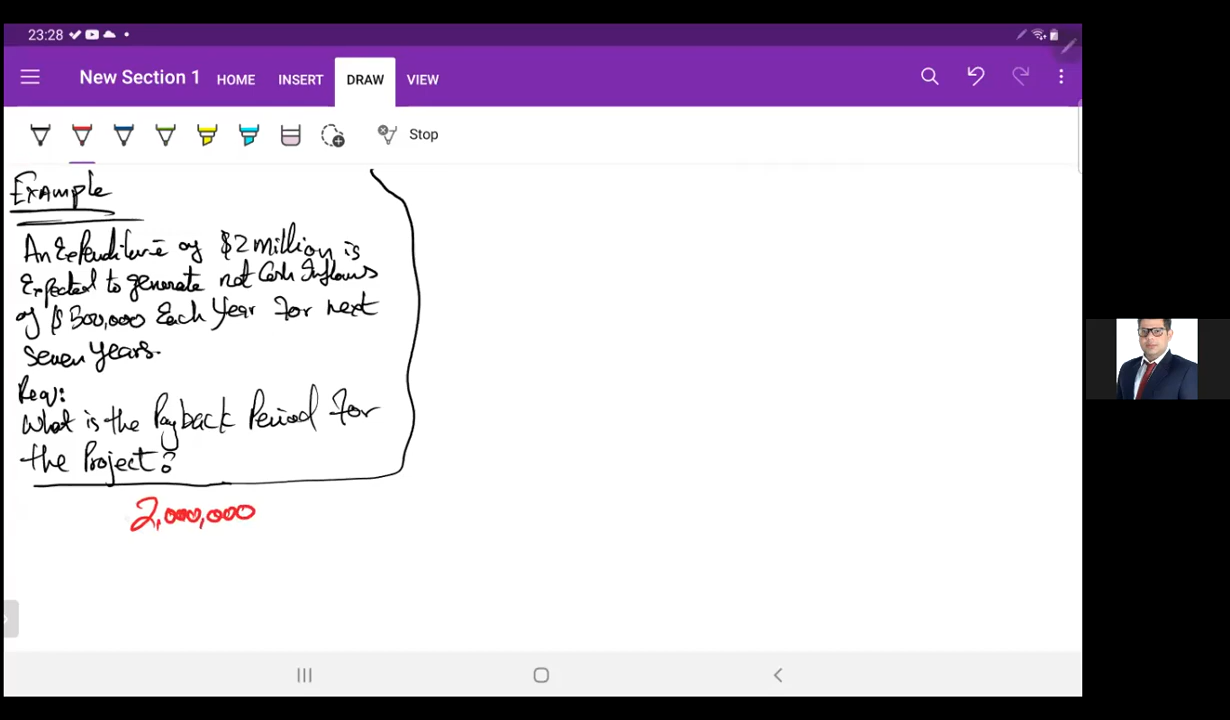 23:28
New Section 1 HOME INSERT DRAW VIEW
Stop
Example
An Expenditure of $2 million is
Expected to generate net Cash Inflows
of $500,000 Each Year for next
Seven Years.
Req:
What is the Payback Period for
the Project?
2,000,000